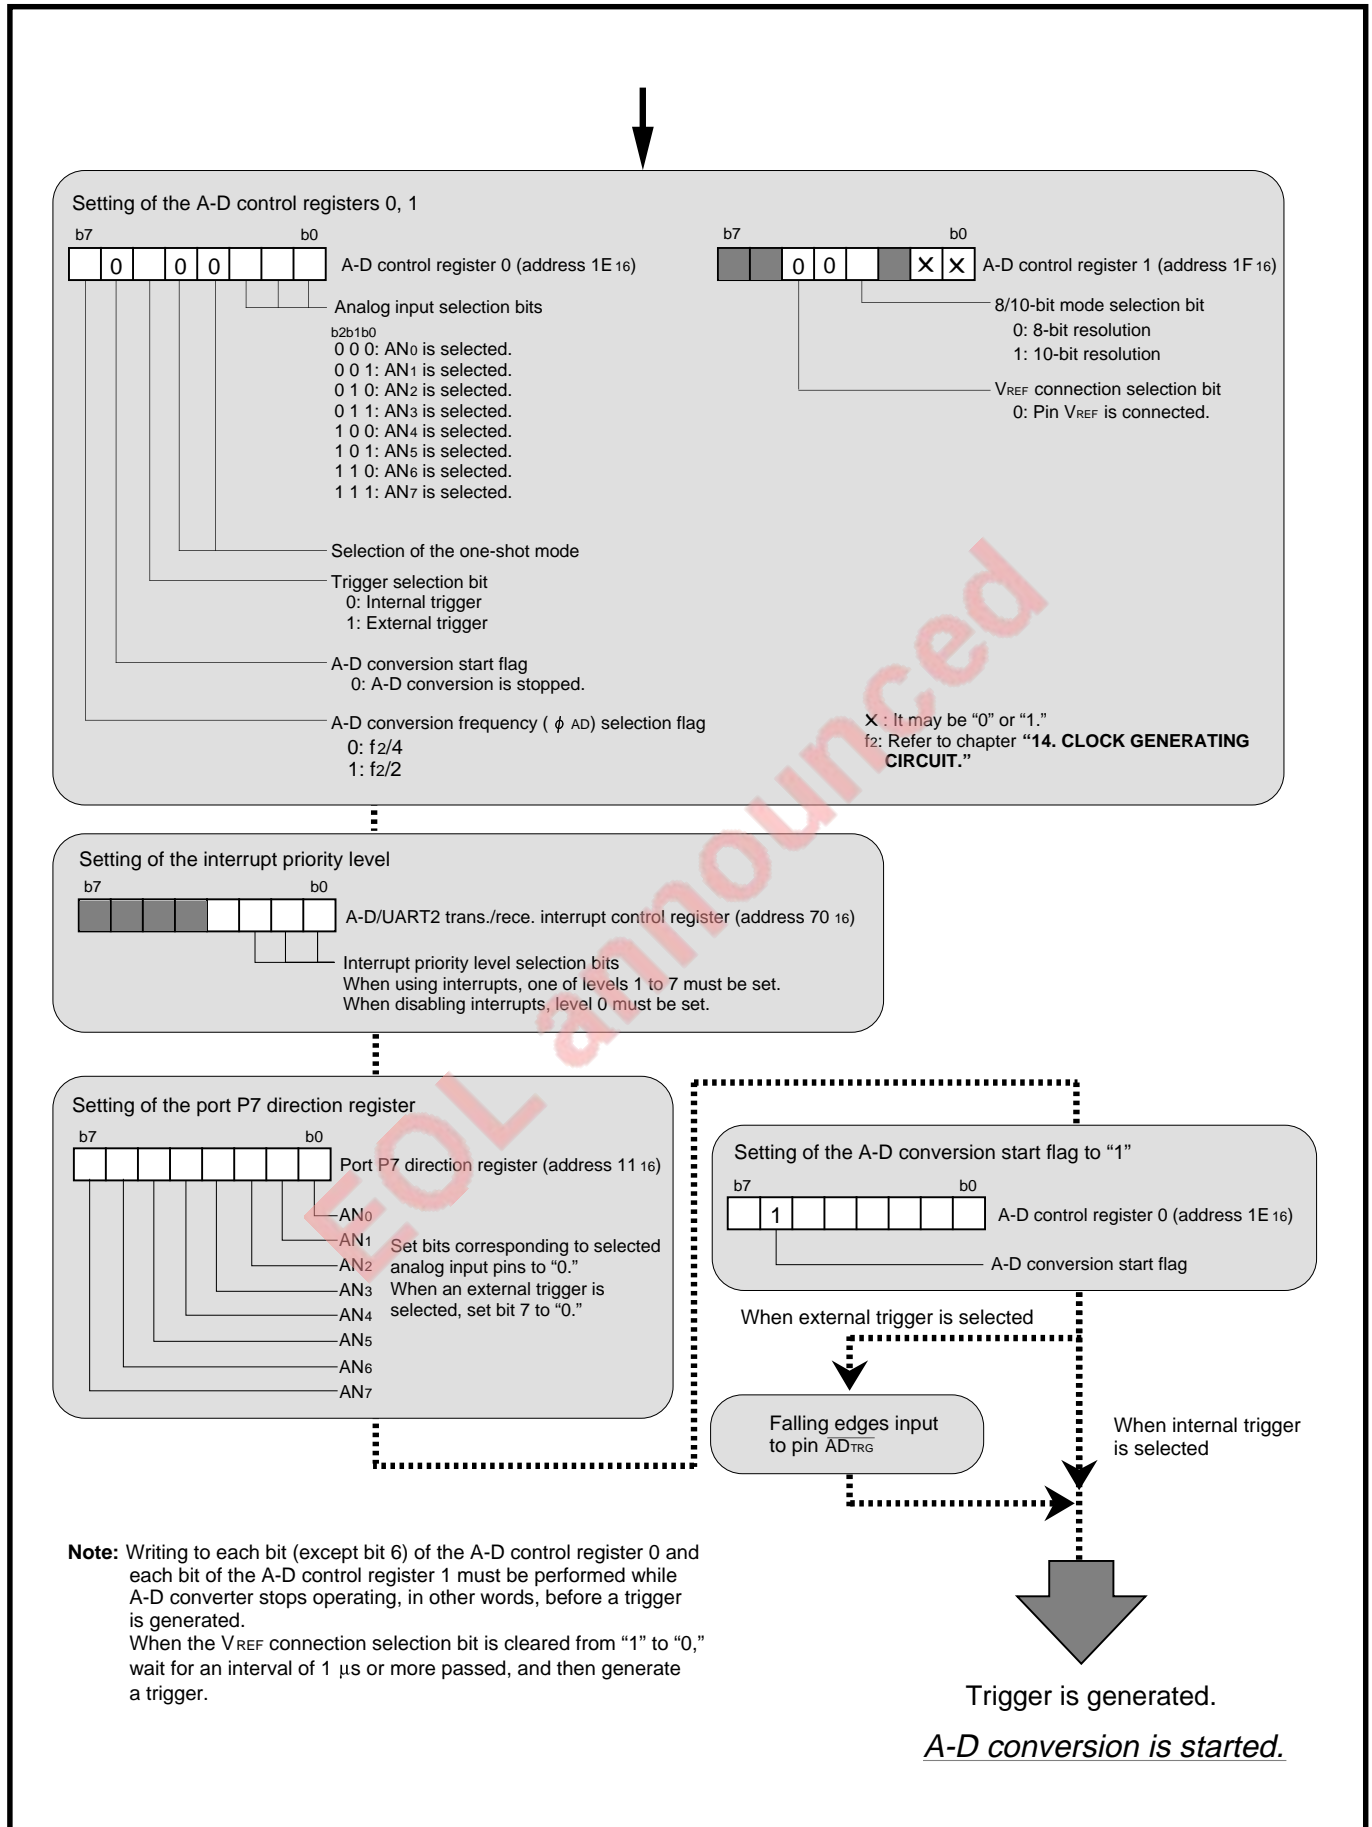 Setting of the A-D control registers 0, 1
b7 b0
0 0 0
A-D control register 0 (address 1E 16)
Analog input selection bits
b2b1b0
0 0 0: AN0 is selected.
0 0 1: AN1 is selected.
0 1 0: AN2 is selected.
0 1 1: AN3 is selected.
1 0 0: AN4 is selected.
1 0 1: AN5 is selected.
1 1 0: AN6 is selected.
1 1 1: AN7 is selected.
Selection of the one-shot mode
Trigger selection bit
0: Internal trigger
1: External trigger
A-D conversion start flag
0: A-D conversion is stopped.
A-D conversion frequency ( ϕ AD) selection flag
0: f2/4
1: f2/2
b7 b0
0 0 × ×
A-D control register 1 (address 1F 16)
8/10-bit mode selection bit
0: 8-bit resolution
1: 10-bit resolution
VREF connection selection bit
0: Pin VREF is connected.
× : It may be “0” or “1.”
f2: Refer to chapter “14. CLOCK GENERATING
CIRCUIT.”
Setting of the interrupt priority level
b7 b0
A-D/UART2 trans./rece. interrupt control register (address 70 16)
Interrupt priority level selection bits
When using interrupts, one of levels 1 to 7 must be set.
When disabling interrupts, level 0 must be set.
Setting of the port P7 direction register
b7 b0
Port P7 direction register (address 11 16)
AN0
AN1
AN2
AN3
AN4
AN5
AN6
AN7
Set bits corresponding to selected
analog input pins to “0.”
When an external trigger is
selected, set bit 7 to “0.”
Setting of the A-D conversion start flag to “1”
b7 b0
1
A-D control register 0 (address 1E 16)
A-D conversion start flag
When external trigger is selected
Falling edges input
to pin ADTRG
When internal trigger
is selected
Note: Writing to each bit (except bit 6) of the A-D control register 0 and
each bit of the A-D control register 1 must be performed while
A-D converter stops operating, in other words, before a trigger
is generated.
When the VREF connection selection bit is cleared from “1” to “0,”
wait for an interval of 1 μs or more passed, and then generate
a trigger.
Trigger is generated.
A-D conversion is started.
EOL announced